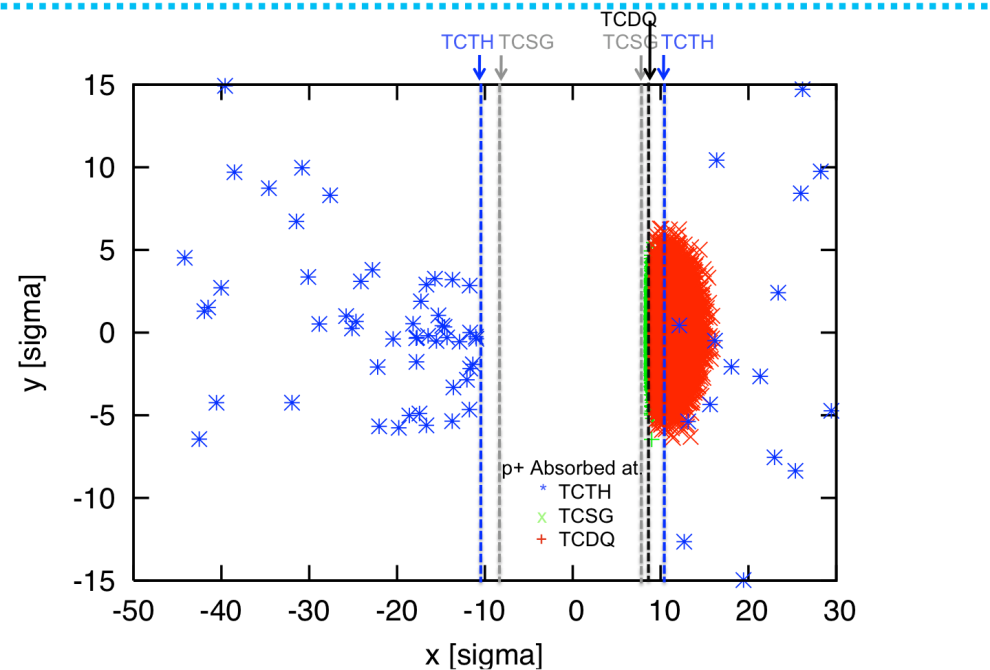 TCDQ
TCTH TCSG TCSG TCTH
15
10
5
0
-5
-10
-15
y [sigma]
p+ Absorbed at:
* TCTH
x TCSG
+ TCDQ
-50 -40 -30 -20 -10 0 10 20 30
x [sigma]